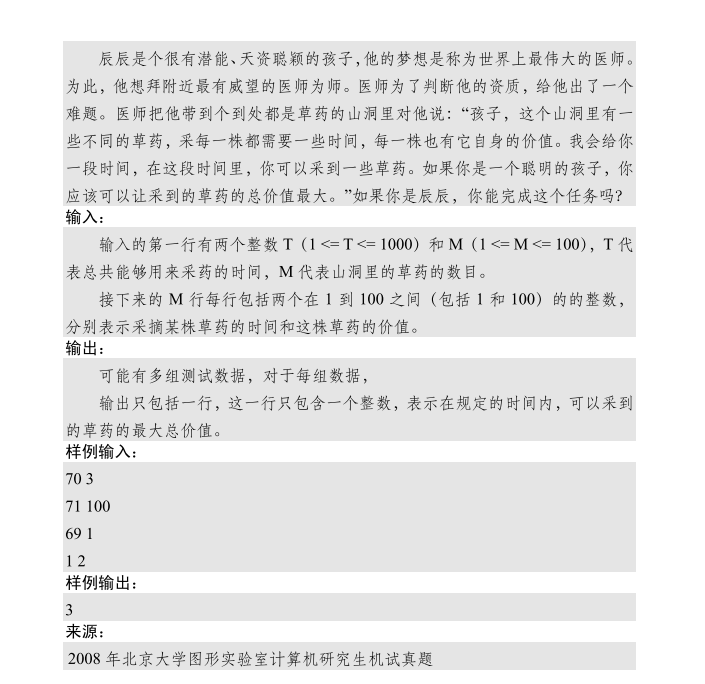 辰辰是个很有潜能、天资聪颖的孩子，他的梦想是称为世界上最伟大的医师。
为此，他想拜附近最有威望的医师为师。医师为了判断他的资质，给他出了一个
难题。医师把他带到个到处都是草药的山洞里对他说：“孩子，这个山洞里有一
些不同的草药，采每一株都需要一些时间，每一株也有它自身的价值。我会给你
一段时间，在这段时间里，你可以采到一些草药。如果你是一个聪明的孩子，你
应该可以让采到的草药的总价值最大。”如果你是辰辰，你能完成这个任务吗？
输入：
输入的第一行有两个整数 T（1 <= T <= 1000）和 M（1 <= M <= 100），T 代
表总共能够用来采药的时间，M 代表山洞里的草药的数目。
接下来的 M 行每行包括两个在 1 到 100 之间（包括 1 和 100）的的整数，
分别表示采摘某株草药的时间和这株草药的价值。
输出：
可能有多组测试数据，对于每组数据，
输出只包括一行，这一行只包含一个整数，表示在规定的时间内，可以采到
的草药的最大总价值。
样例输入：
70 3
71 100
69 1
1 2
样例输出：
3
来源：
2008 年北京大学图形实验室计算机研究生机试真题